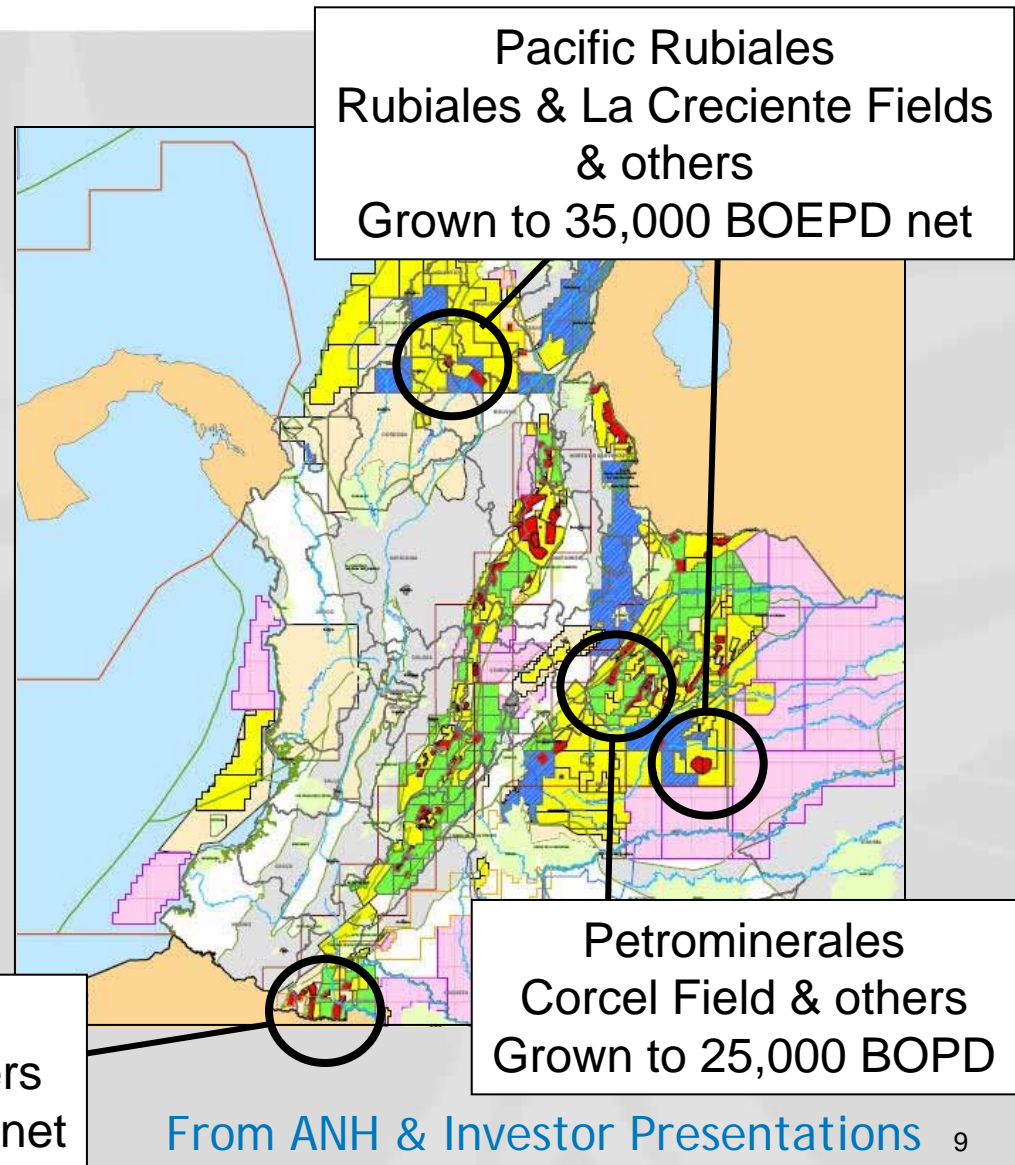 Pacific Rubiales
Rubiales & La Creciente Fields
& others
Grown to 35,000 BOEPD net
Petrominerales
Corcel Field & others
Grown to 25,000 BOPD
rs
net
From ANH & Investor Presentations 9